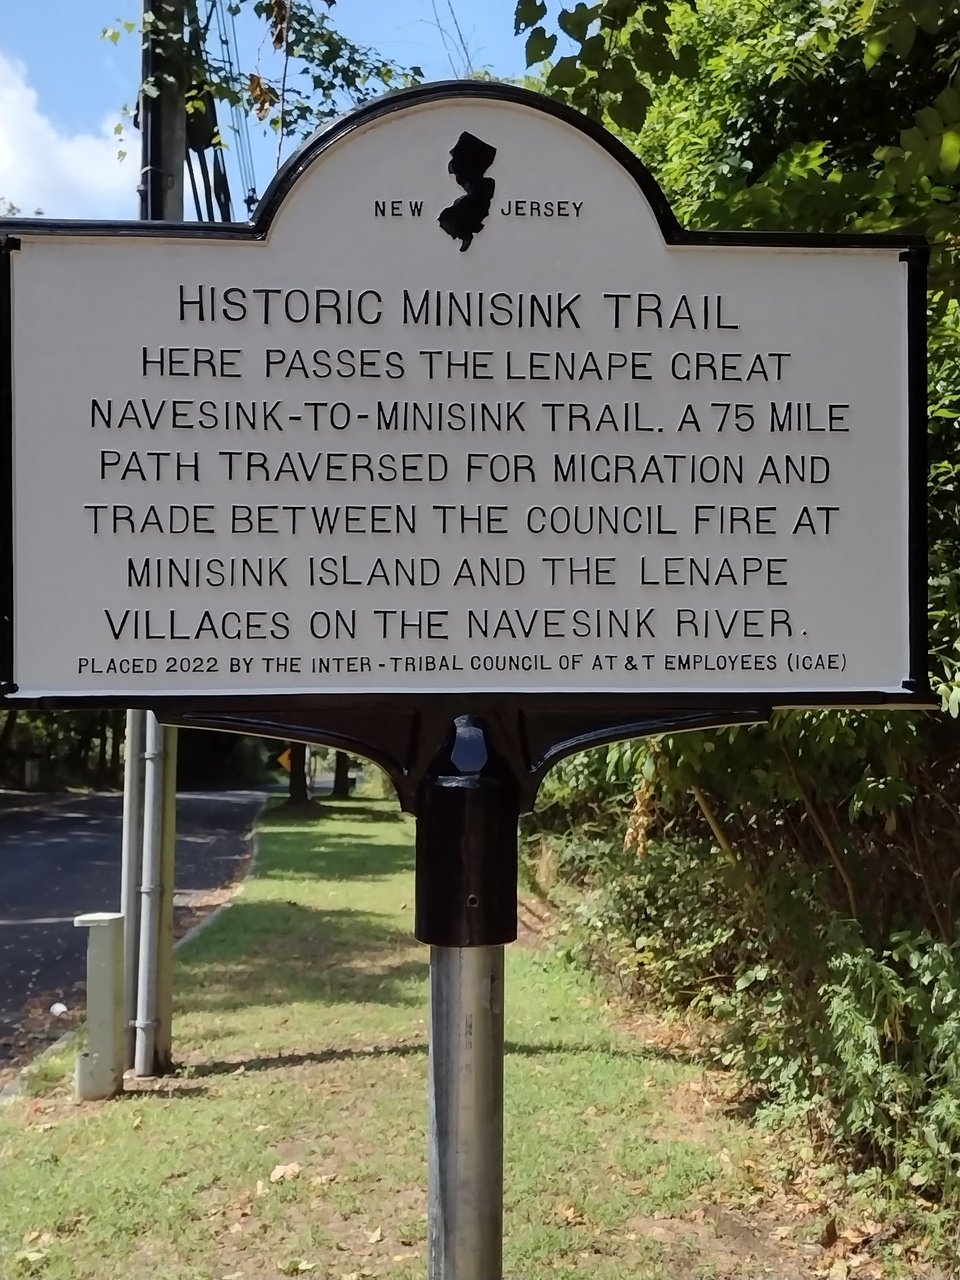 NEW JERSEY
HISTORIC MINISINK TRAIL
HERE PASSES THE LENAPE GREAT
NAVESINK-TO-MINISINK TRAIL. A 75 MILE
PATH TRAVERSED FOR MIGRATION AND
TRADE BETWEEN THE COUNCIL FIRE AT
MINISINK ISLAND AND THE LENAPE
VILLAGES ON THE NAVESINK RIVER.
PLACED 2022 BY THE INTER-TRIBAL COUNCIL OF AT&T EMPLOYEES (ICAE)